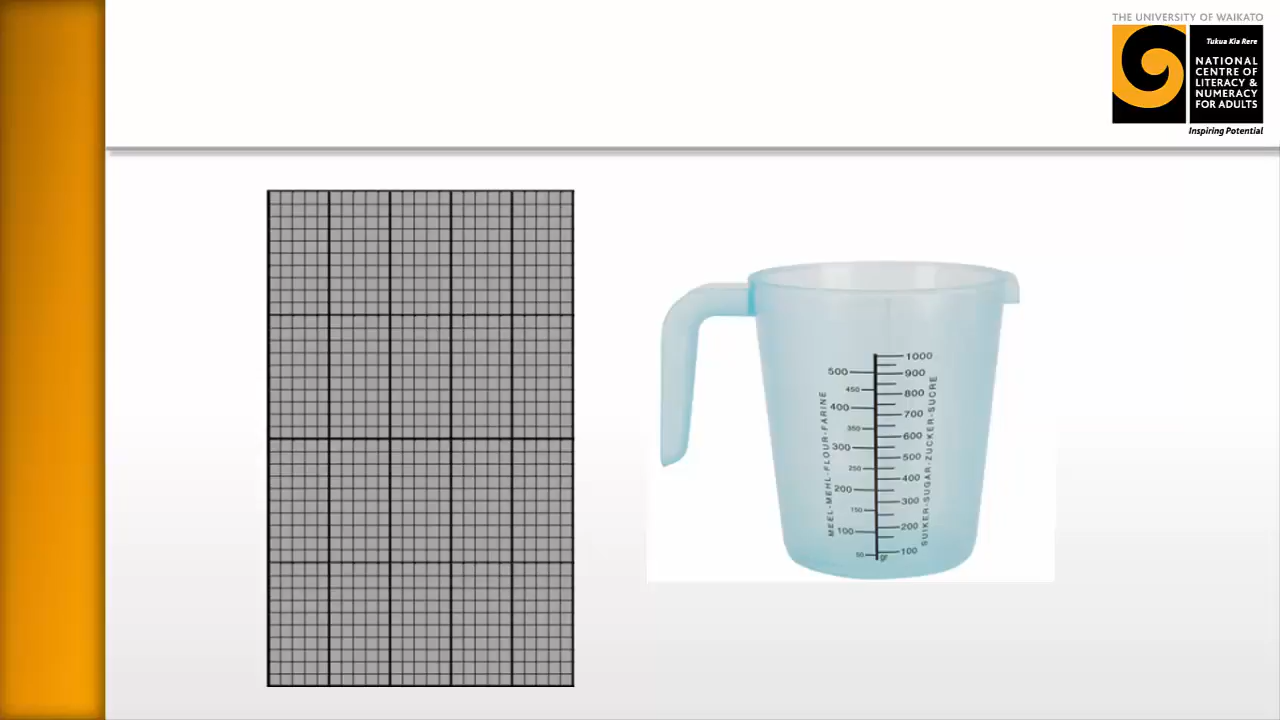 THE UNIVERSITY OF WAIKATO
Tukua Kia Rere
NATIONAL
CENTRE OF
LITERACY &
NUMERACY
FOR ADULTS
Inspiring Potential
1000
500
900
450
800
400
700
350
600
300
500
250
400
200
300
150
200
100
50
gr
100
MEEL-MEHL-FLOUR-FARINE
SUIKER-SUGAR-ZUCKER-SUCRE